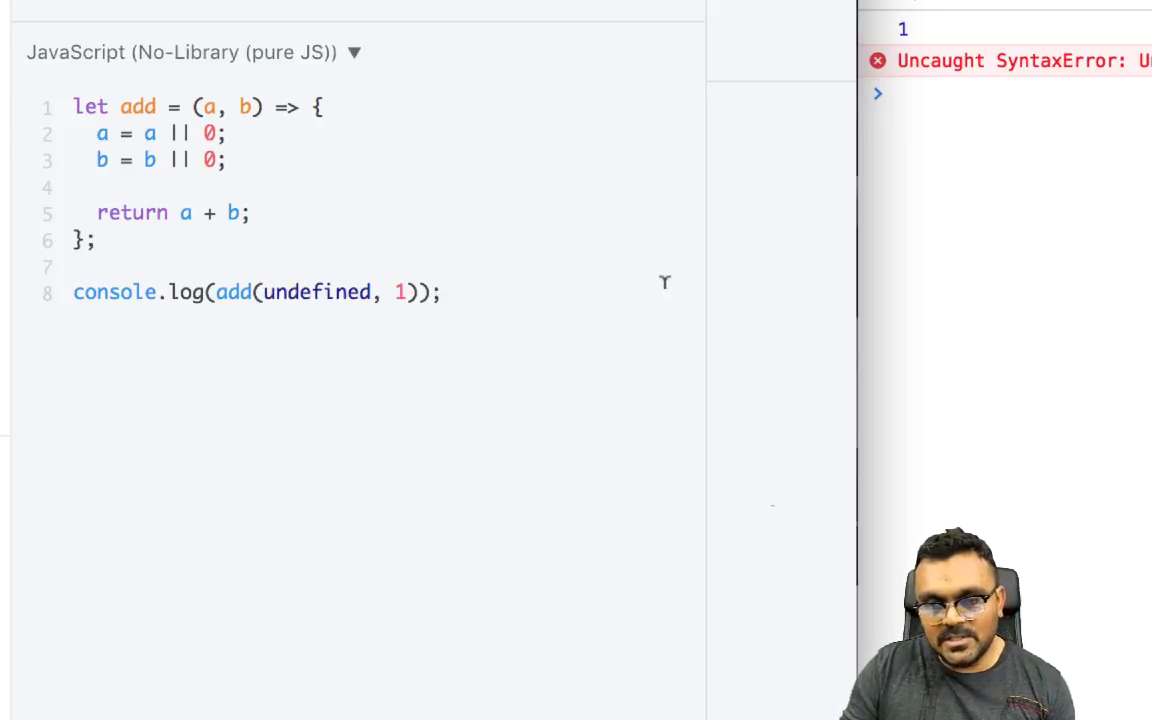 JavaScript (No-Library (pure JS)) ▼
1 let add = (a, b) => {
2 a = a || 0;
3 b = b || 0;
4
5 return a + b;
6 };
7
8 console.log(add(undefined, 1));
1
Uncaught SyntaxError:
>